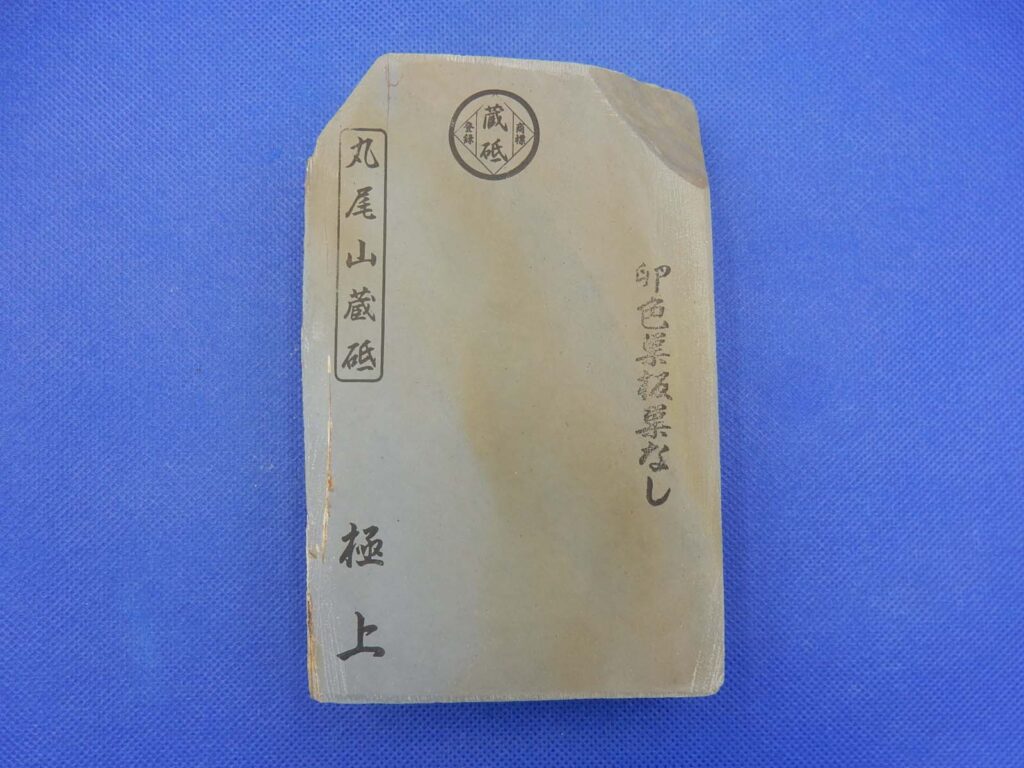 蔵砥
登録
商標
卵色巣板巣なし
丸尾山蔵砥
極上